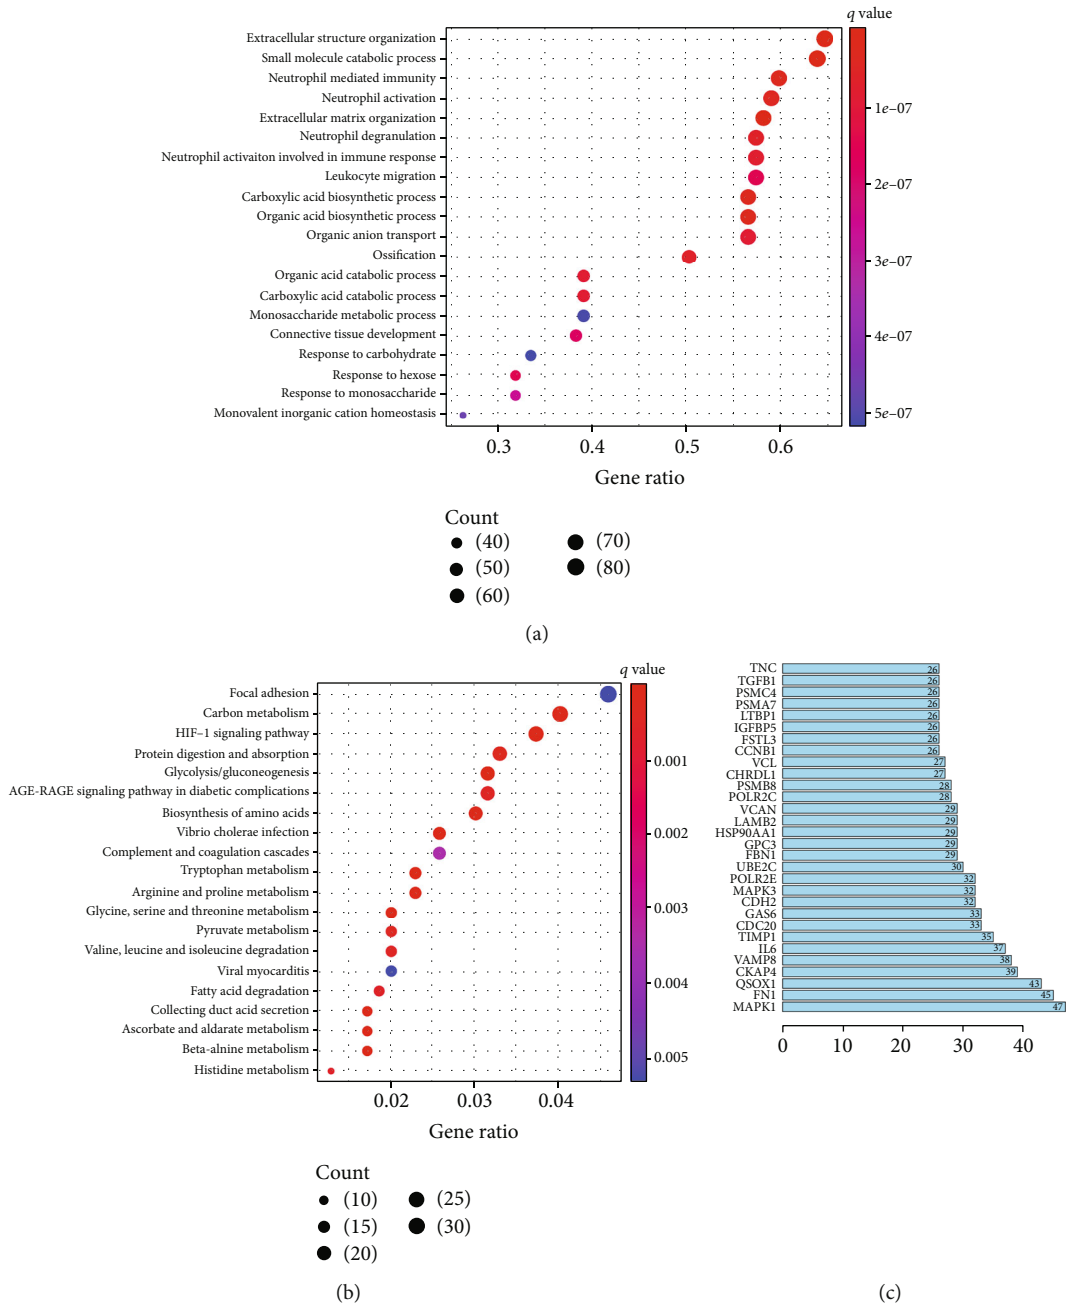 q value
Extracellular structure organization
Small molecule catabolic process
Neutrophil mediated immunity
Neutrophil activation
Extracellular matrix organization
Neutrophil degranulation
Neutrophil activaiton involved in immune response
Leukocyte migration
Carboxylic acid biosynthetic process
Organic acid biosynthetic process
Organic anion transport
Ossification
Organic acid catabolic process
Carboxylic acid catabolic process
Monosaccharide metabolic process
Connective tissue development
Response to carbohydrate
Response to hexose
Response to monosaccharide
Monovalent inorganic cation homeostasis
1e–07
2e–07
3e–07
4e–07
5e–07
0.3 0.4 0.5 0.6
Gene ratio
Count
(40) (70)
(50) (80)
(60)
(a)
q value
Focal adhesion
Carbon metabolism
HIF–1 signaling pathway
Protein digestion and absorption
Glycolysis/gluconeogenesis
AGE-RAGE signaling pathway in diabetic complications
Biosynthesis of amino acids
Vibrio cholerae infection
Complement and coagulation cascades
Tryptophan metabolism
Arginine and proline metabolism
Glycine, serine and threonine metabolism
Pyruvate metabolism
Valine, leucine and isoleucine degradation
Viral myocarditis
Fatty acid degradation
Collecting duct acid secretion
Ascorbate and aldarate metabolism
Beta-alnine metabolism
Histidine metabolism
0.001
0.002
0.003
0.004
0.005
0.02 0.03 0.04
Gene ratio
Count
(10) (25)
(15) (30)
(20)
(b)
TNC 26
TGFB1 26
PSMC4 26
PSMA7 26
LTBP1 26
IGFBP5 26
FSTL3 26
CCNB1 26
VCL 27
CHRDL1 27
PSMB8 28
POLR2C 28
VCAN 29
LAMB2 29
HSP90AA1 29
GPC3 29
FBN1 29
UBE2C 30
POLR2E 32
MAPK3 32
CDH2 32
GAS6 33
CDC20 33
TIMP1 35
IL6 37
VAMP8 38
CKAP4 39
QSOX1 43
FN1 45
MAPK1 47
0 10 20 30 40
(c)